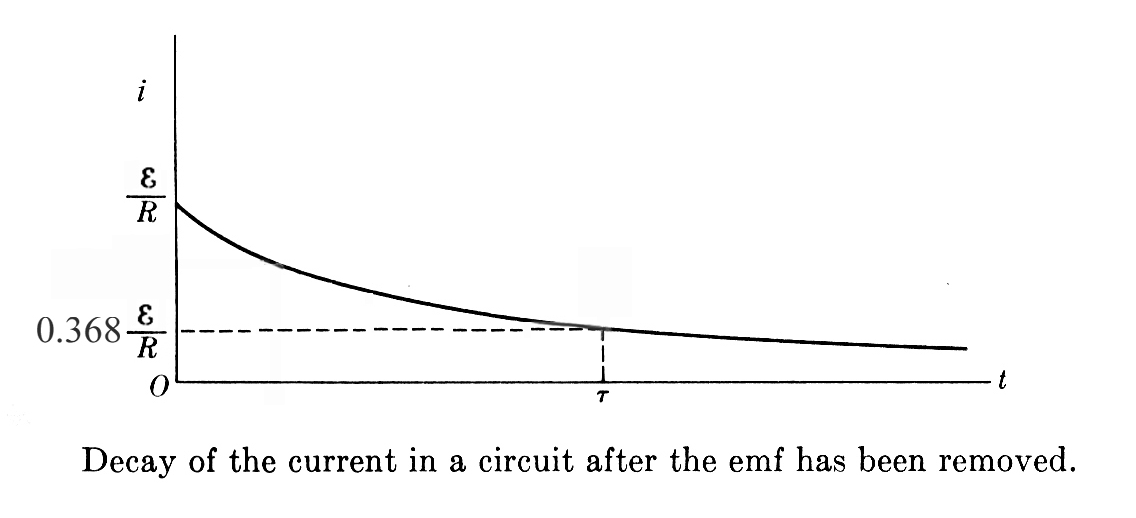 i
ℰ/R
0.368 ℰ/R
O
τ
t
Decay of the current in a circuit after the emf has been removed.